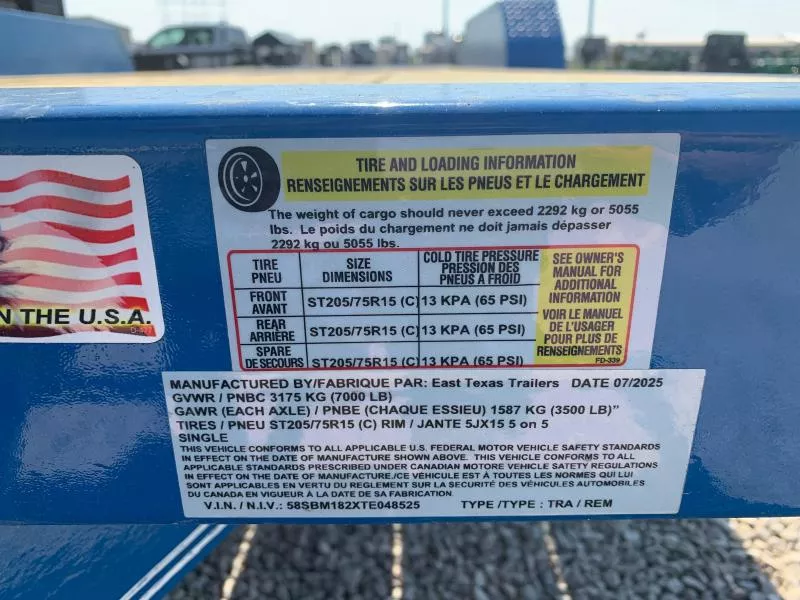 N THE U.S.A.
D-477
TIRE AND LOADING INFORMATION
RENSEIGNEMENTS SUR LES PNEUS ET LE CHARGEMENT
The weight of cargo should never exceed 2292 kg or 5055
lbs. Le poids du chargement ne doit jamais dépasser
2292 kg ou 5055 lbs.
TIRE PNEU
SIZE DIMENSIONS
COLD TIRE PRESSURE
PRESSION DES
PNEUS A FROID
FRONT AVANT ST205/75R15 (C) 13 KPA (65 PSI)
REAR ARRIÈRE ST205/75R15 (C) 13 KPA (65 PSI)
SPARE DE SECOURS ST205/75R15 (C) 13 KPA (65 PSI)
SEE OWNER'S
MANUAL FOR
ADDITIONAL
INFORMATION
VOIR LE MANUEL
DE L'USAGER
POUR PLUS DE
RENSEIGNEMENTS
FD-339
MANUFACTURED BY/FABRIQUE PAR: East Texas Trailers DATE 07/2025
GVWR / PNBC 3175 KG (7000 LB)
GAWR (EACH AXLE) / PNBE (CHAQUE ESSIEU) 1587 KG (3500 LB)"
TIRES / PNEU ST205/75R15 (C) RIM / JANTE 5JX15 5 on 5
SINGLE
THIS VEHICLE CONFORMS TO ALL APPLICABLE U.S. FEDERAL MOTOR VEHICLE SAFETY STANDARDS
IN EFFECT ON THE DATE OF MANUFACTURE SHOWN ABOVE. THIS VEHICLE CONFORMS TO ALL
APPLICABLE STANDARDS PRESCRIBED UNDER CANADIAN MOTORE VEHICLE SAFETY REGULATIONS
IN EFFECT ON THE DATE OF MANUFACTURE./CE VÉHICULE EST À TOUTES LES NORMES QUI LUI
SONT APPLICABLES EN VERTU DU REGLEMENT SUR LA SECURITÉ DES VÉHICULES AUTOMOBILES
DU CANADA EN VIGUEUR À LA DATE DE SA FABRICATION
V.I.N. / N.I.V.: 58SBM182XTE048525 TYPE /TYPE : TRA / REM